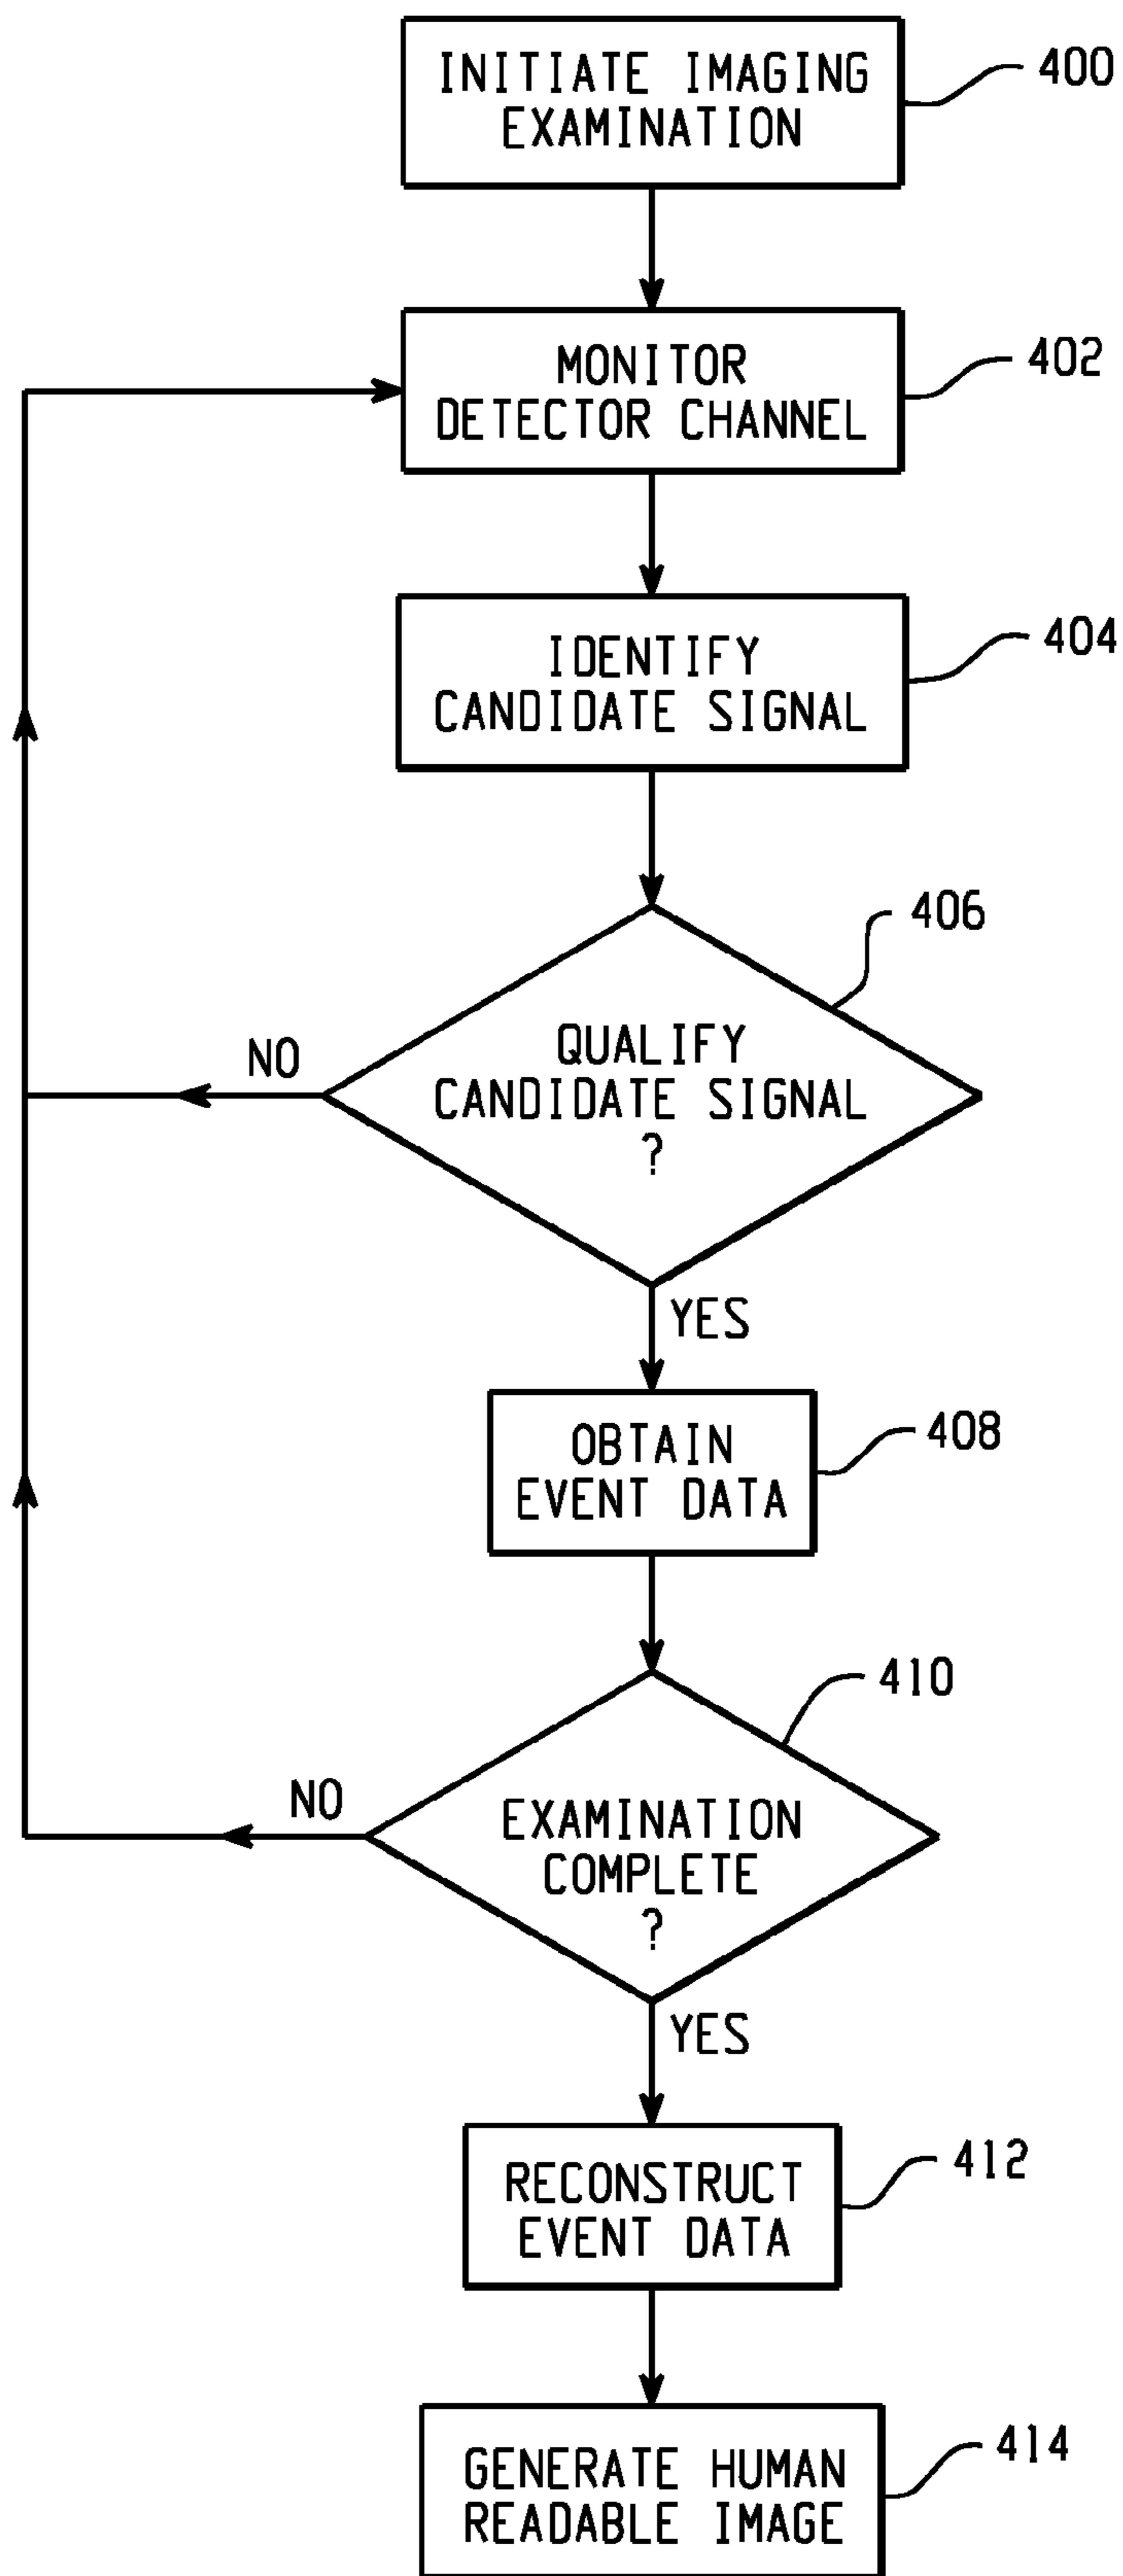 INITIATE IMAGING
EXAMINATION
400
MONITOR
DETECTOR CHANNEL
402
IDENTIFY
CANDIDATE SIGNAL
404
406
QUALIFY
CANDIDATE SIGNAL
?
NO
YES
OBTAIN
EVENT DATA
408
410
EXAMINATION
COMPLETE
?
NO
YES
RECONSTRUCT
EVENT DATA
412
GENERATE HUMAN
READABLE IMAGE
414